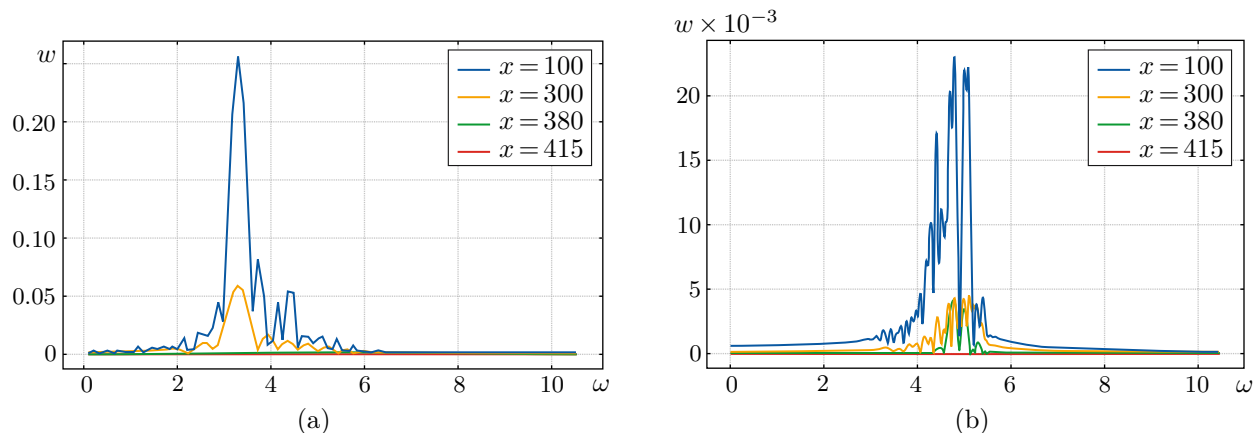 w
0.20
0.15
0.10
0.05
0
0 2 4 6 8 10 ω
x = 100
x = 300
x = 380
x = 415
(a)
w × 10⁻³
20
15
10
5
0
0 2 4 6 8 10 ω
x = 100
x = 300
x = 380
x = 415
(b)